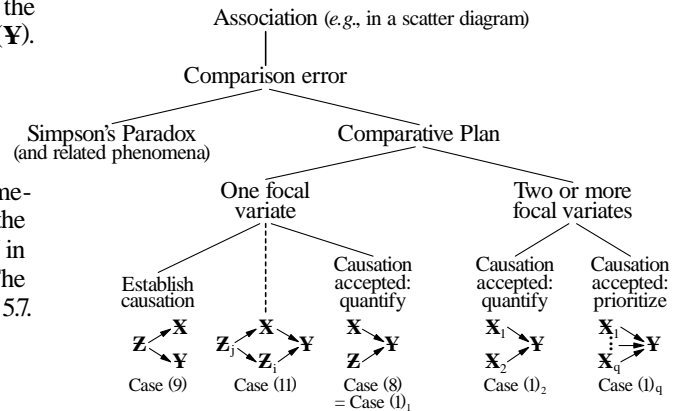 the
(Ұ).
Association (e.g., in a scatter diagram)
Comparison error
Simpson's Paradox
(and related phenomena)
Comparative Plan
me-
the
in
The
5.7.
One focal
variate
Two or more
focal variates
Establish
causation
Causation
accepted:
quantify
Causation
accepted:
quantify
Causation
accepted:
prioritize
Z X Y
Zj X Zi Y
X Z Y
X1 X2 Y
X1 Xq Y
Case (9)
Case (11)
Case (8)
= Case (1)1
Case (1)2
Case (1)q